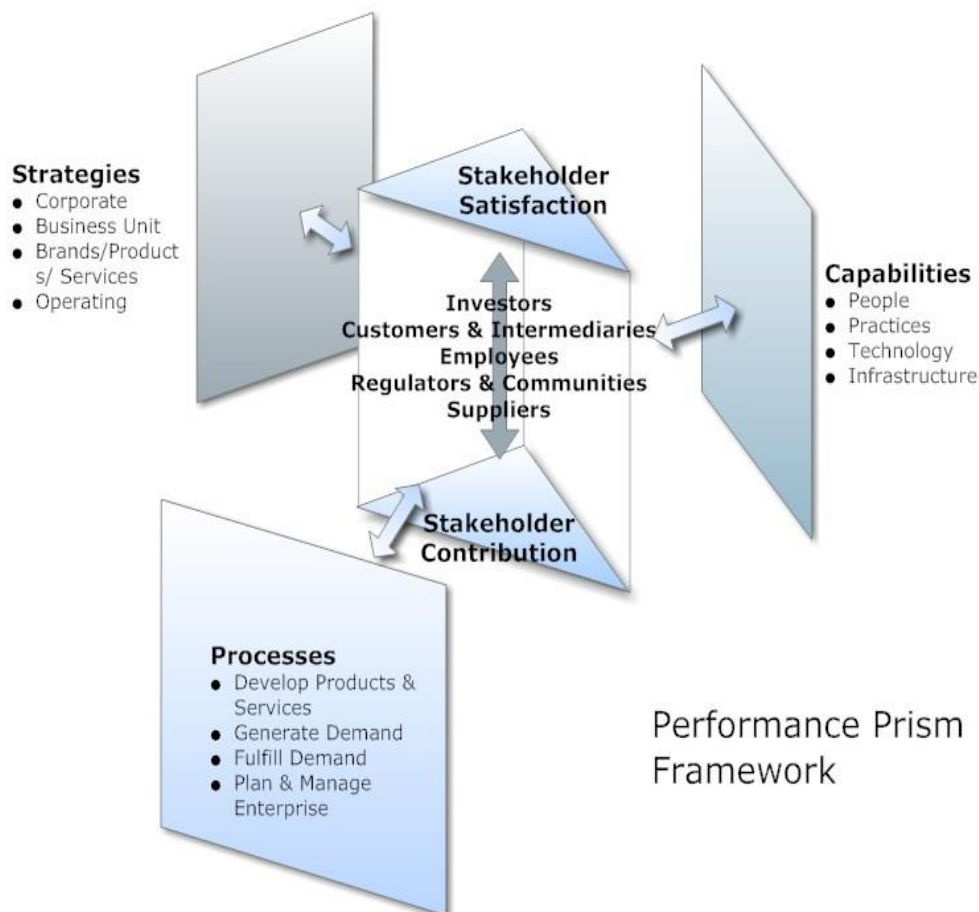 Strategies
● Corporate
● Business Unit
● Brands/Product
s/ Services
● Operating
Stakeholder
Satisfaction
Investors
Customers & Intermediaries
Employees
Regulators & Communities
Suppliers
Capabilities
● People
● Practices
● Technology
● Infrastructure
Stakeholder
Contribution
Processes
● Develop Products &
Services
● Generate Demand
● Fulfill Demand
● Plan & Manage
Enterprise
Performance Prism
Framework